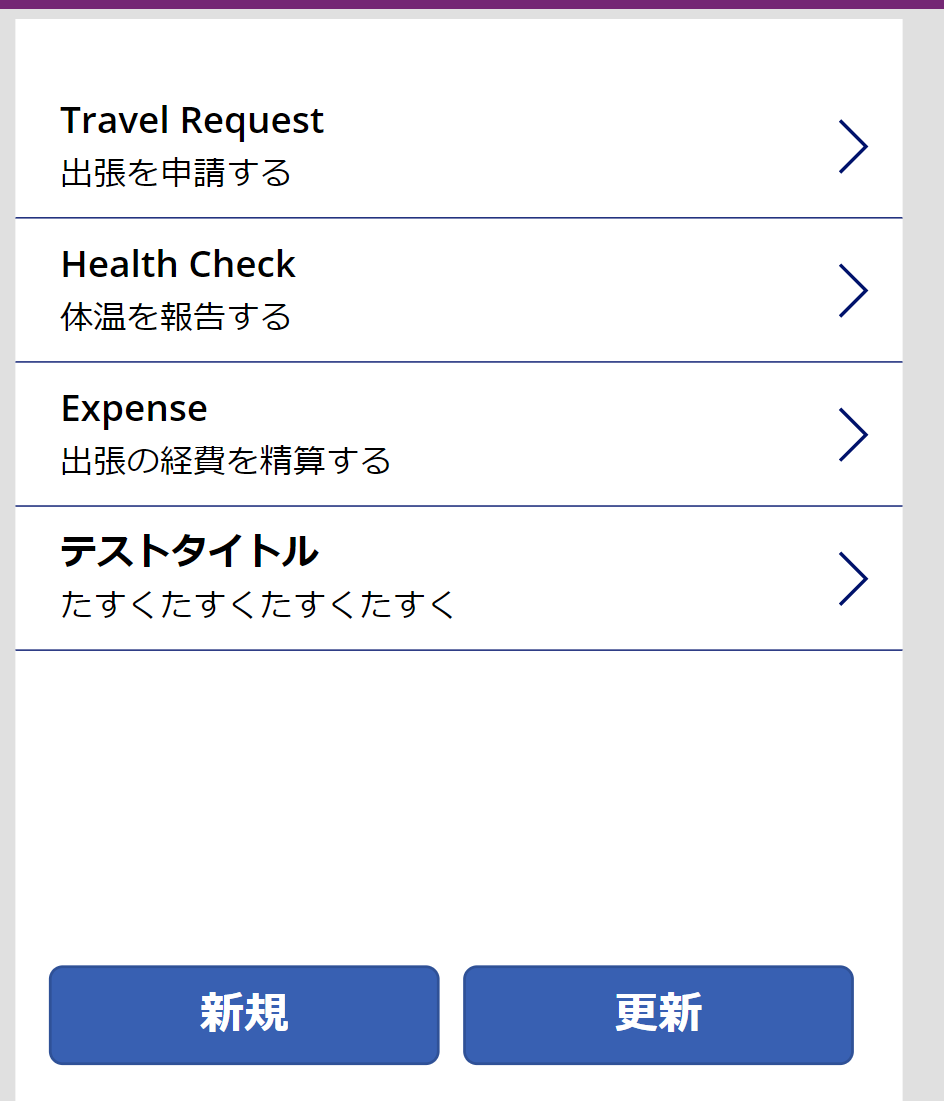 Travel Request
出張を申請する
Health Check
体温を報告する
Expense
出張の経費を精算する
テストタイトル
たすくたすくたすくたすく
新規
更新